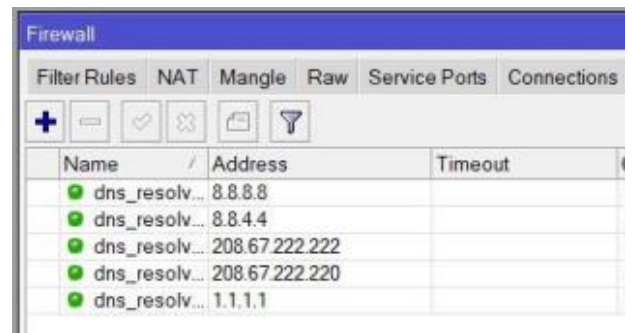 Firewall
Filter Rules NAT Mangle Raw Service Ports Connections
Name Address Timeout
dns_resolv... 8.8.8.8
dns_resolv... 8.8.4.4
dns_resolv... 208.67.222.222
dns_resolv... 208.67.222.220
dns_resolv... 1.1.1.1